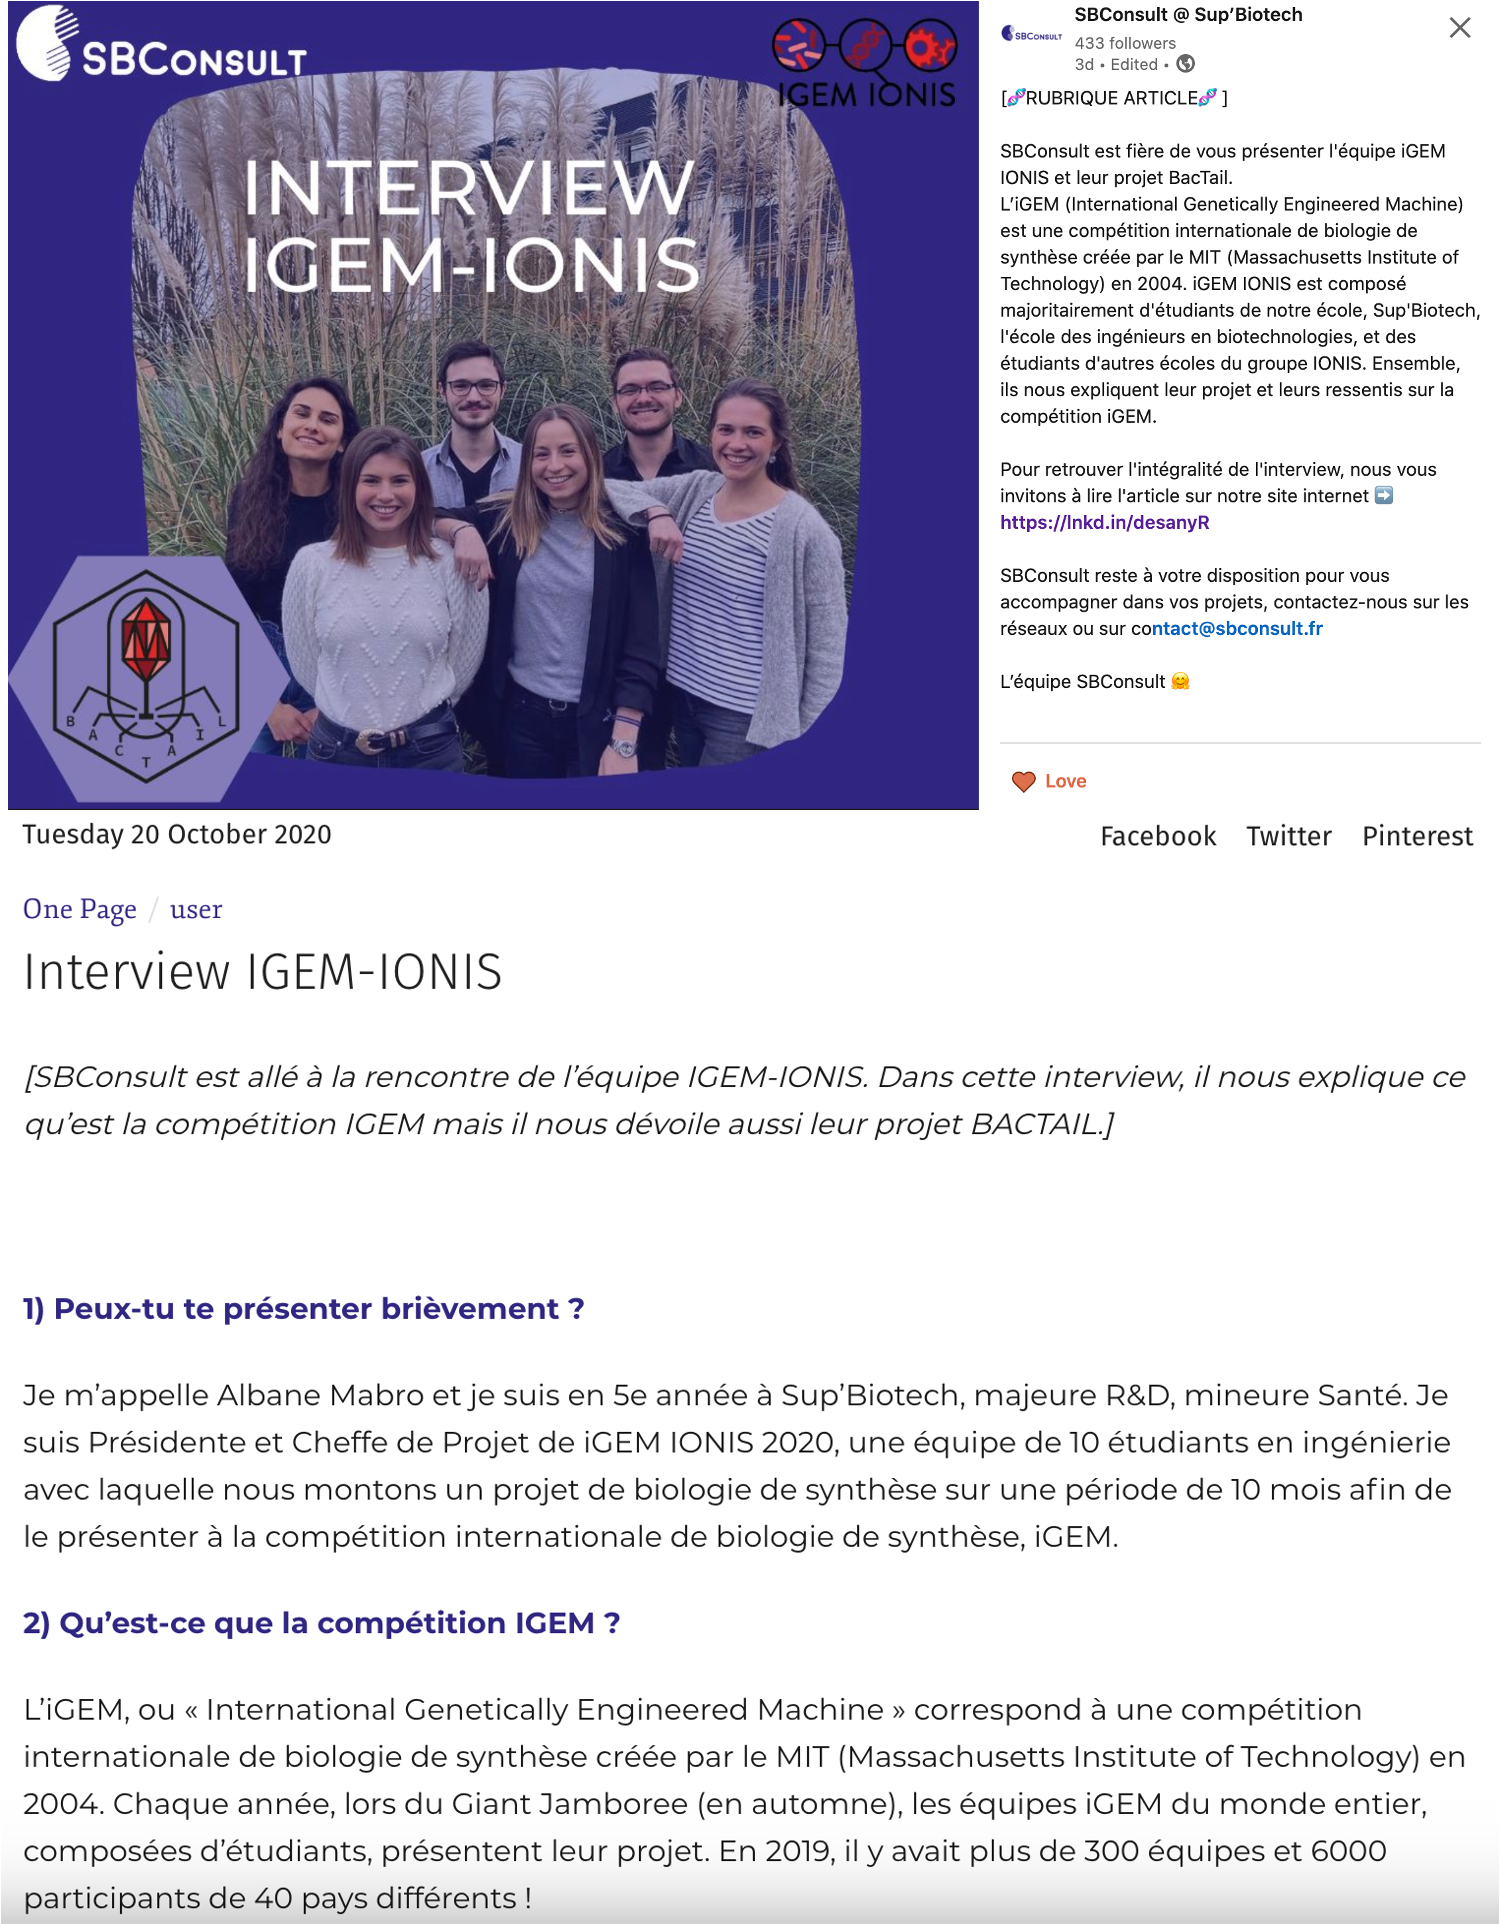 SBCONSULT
IGEM IONIS
INTERVIEW
IGEM-IONIS
BACTAIL
SBCONSULT
SBConsult @ Sup’Biotech
433 followers
3d • Edited •
[🧬RUBRIQUE ARTICLE🧬 ]
SBConsult est fière de vous présenter l'équipe iGEM
IONIS et leur projet BacTail.
L’iGEM (International Genetically Engineered Machine)
est une compétition internationale de biologie de
synthèse créée par le MIT (Massachusetts Institute of
Technology) en 2004. iGEM IONIS est composé
majoritairement d'étudiants de notre école, Sup'Biotech,
l'école des ingénieurs en biotechnologies, et des
étudiants d'autres écoles du groupe IONIS. Ensemble,
ils nous expliquent leur projet et leurs ressentis sur la
compétition iGEM.
Pour retrouver l'intégralité de l'interview, nous vous
invitons à lire l'article sur notre site internet ➡️
https://lnkd.in/desanyR
SBConsult reste à votre disposition pour vous
accompagner dans vos projets, contactez-nous sur les
réseaux ou sur contact@sbconsult.fr
L’équipe SBConsult 🤗
Love
Tuesday 20 October 2020
Facebook Twitter Pinterest
One Page / user
Interview IGEM-IONIS
[SBConsult est allé à la rencontre de l’équipe IGEM-IONIS. Dans cette interview, il nous explique ce
qu’est la compétition IGEM mais il nous dévoile aussi leur projet BACTAIL.]
1) Peux-tu te présenter brièvement ?
Je m’appelle Albane Mabro et je suis en 5e année à Sup’Biotech, majeure R&D, mineure Santé. Je
suis Présidente et Cheffe de Projet de iGEM IONIS 2020, une équipe de 10 étudiants en ingénierie
avec laquelle nous montons un projet de biologie de synthèse sur une période de 10 mois afin de
le présenter à la compétition internationale de biologie de synthèse, iGEM.
2) Qu’est-ce que la compétition IGEM ?
L’iGEM, ou « International Genetically Engineered Machine » correspond à une compétition
internationale de biologie de synthèse créée par le MIT (Massachusetts Institute of Technology) en
2004. Chaque année, lors du Giant Jamboree (en automne), les équipes iGEM du monde entier,
composées d’étudiants, présentent leur projet. En 2019, il y avait plus de 300 équipes et 6000
participants de 40 pays différents !